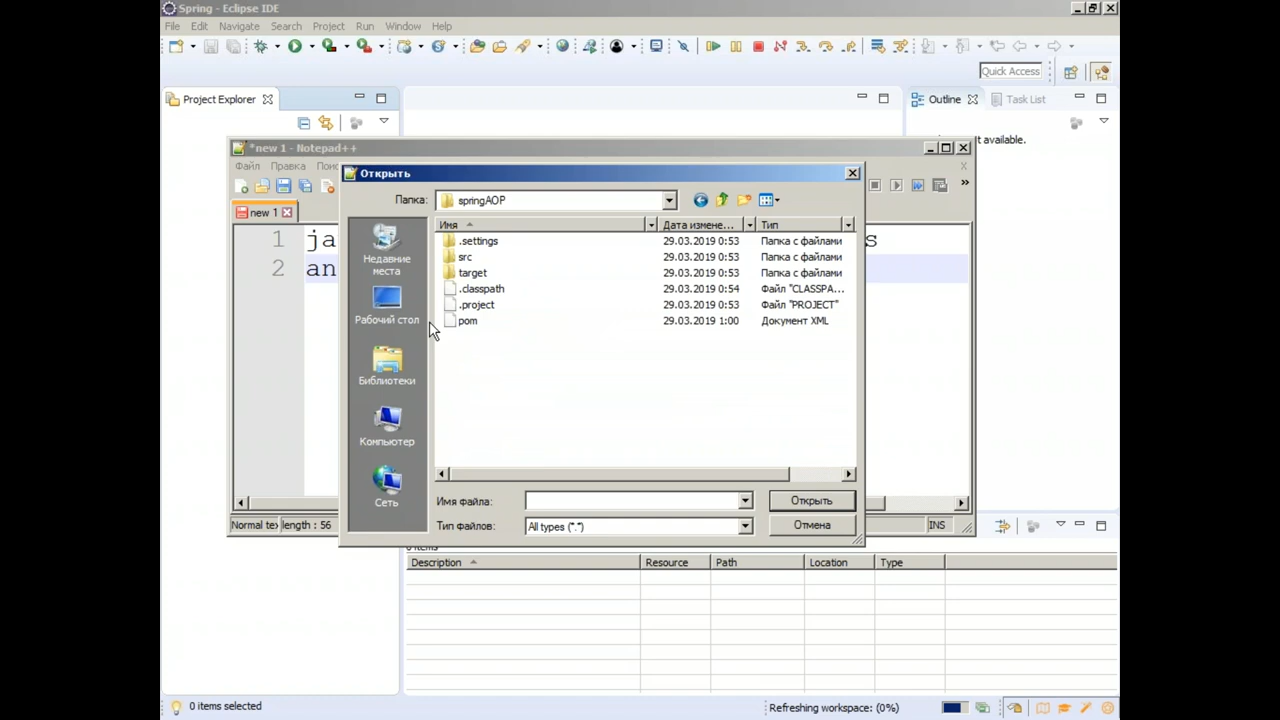 Spring - Eclipse IDE
File Edit Navigate Search Project Run Window Help
Quick Access
Project Explorer
Outline Task List
t available.
*new 1 - Notepad++
Файл Правка Пои
X
new 1
Открыть
Папка: springAOP
Недавние места
Рабочий стол
Библиотеки
Компьютер
Сеть
Имя Дата измене... Тип
.settings 29.03.2019 0:53 Папка с файлами
src 29.03.2019 0:53 Папка с файлами
target 29.03.2019 0:53 Папка с файлами
.classpath 29.03.2019 0:54 Файл "CLASSPA...
.project 29.03.2019 0:53 Файл "PROJECT"
pom 29.03.2019 1:00 Документ XML
1 ja s
2 an
Имя файла: Открыть
Тип файлов: All types (*.*) Отмена
Normal te length : 56 INS
Description Resource Path Location Type
0 items selected Refreshing workspace: (0%)